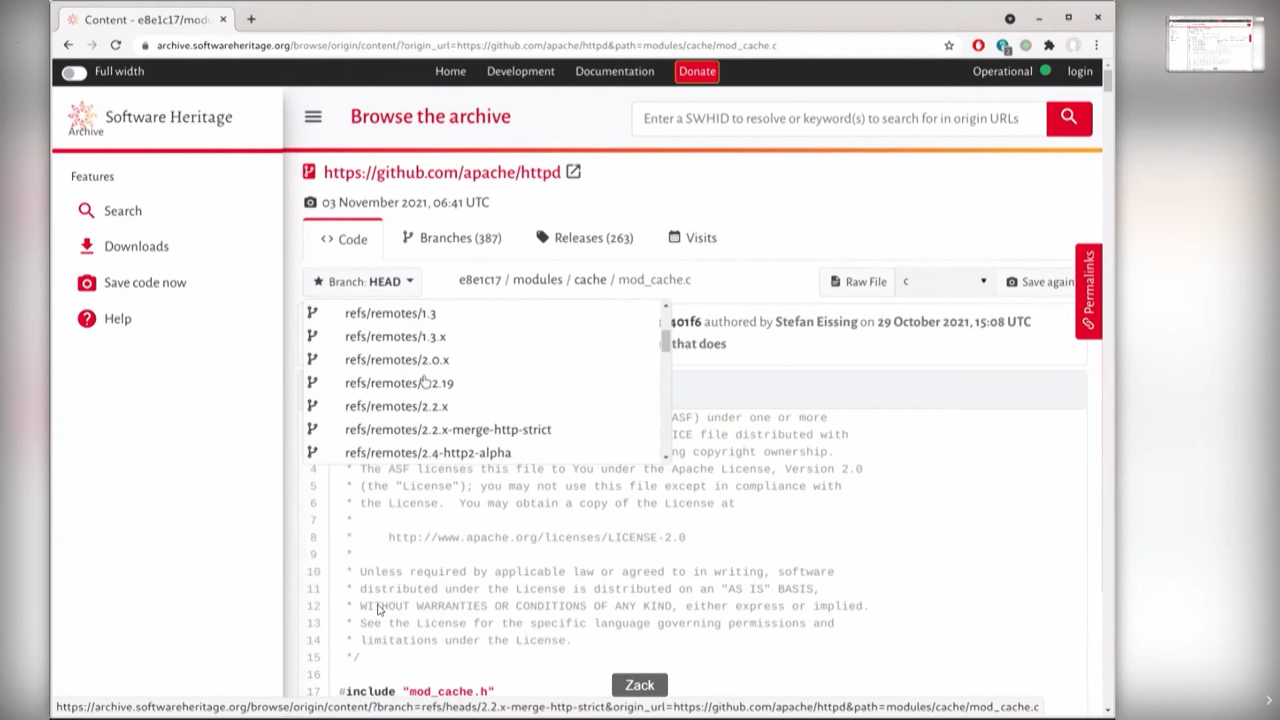 Content - e8e1c17/modu
archive.softwareheritage.org/browse/origin/content/?origin_url=https://github.com/apache/httpd&path=modules/cache/mod_cache.c
Full width
Home Development Documentation Donate
Operational login
Archive Software Heritage
Browse the archive
Enter a SWHID to resolve or keyword(s) to search for in origin URLs
Features
Search
Downloads
Save code now
Help
https://github.com/apache/httpd
03 November 2021, 06:41 UTC
Code Branches (387) Releases (263) Visits
Branch: HEAD e8e1c17 / modules / cache / mod_cache.c Raw File c Save again
Permalinks
refs/remotes/1.3
refs/remotes/1.3.x
refs/remotes/2.0.x
refs/remotes/2.2.x
refs/remotes/2.2.x-merge-http-strict
refs/remotes/2.4-http2-alpha
401f6 authored by Stefan Eissing on 29 October 2021, 15:08 UTC
that does
ASF) under one or more
ICE file distributed with
ng copyright ownership.
4 * The ASF licenses this file to You under the Apache License, Version 2.0
5 * (the "License"); you may not use this file except in compliance with
6 * the License. You may obtain a copy of the License at
7 *
8 * http://www.apache.org/licenses/LICENSE-2.0
9 *
10 * Unless required by applicable law or agreed to in writing, software
11 * distributed under the License is distributed on an "AS IS" BASIS,
12 * WITHOUT WARRANTIES OR CONDITIONS OF ANY KIND, either express or implied.
13 * See the License for the specific language governing permissions and
14 * limitations under the License.
15 */
16
17 #include "mod_cache.h"
Zack
https://archive.softwareheritage.org/browse/origin/content/?branch=refs/heads/2.2.x-merge-http-strict&origin_url=https://github.com/apache/httpd&path=modules/cache/mod_cache.c